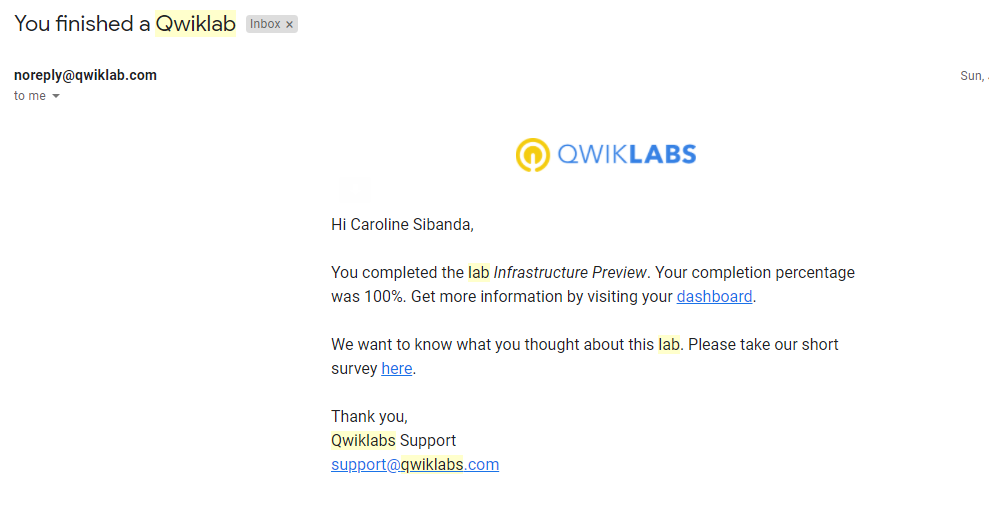 You finished a Qwiklab Inbox ×
noreply@qwiklab.com Sun,
to me
QWIKLABS
Hi Caroline Sibanda,
You completed the lab Infrastructure Preview. Your completion percentage
was 100%. Get more information by visiting your dashboard.
We want to know what you thought about this lab. Please take our short
survey here.
Thank you,
Qwiklabs Support
support@qwiklabs.com